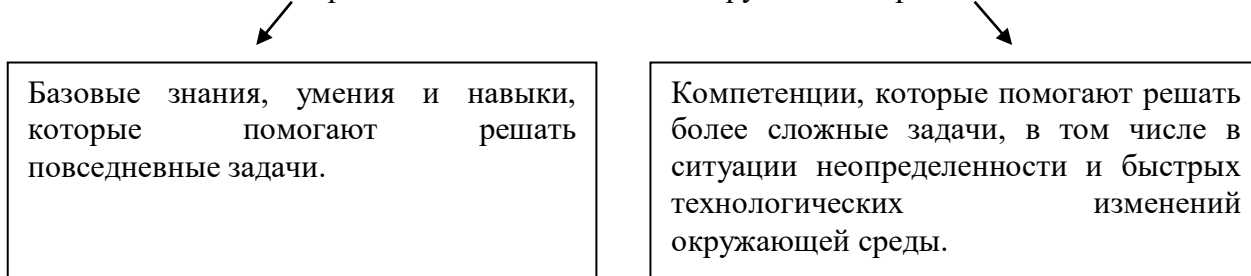 Базовые знания, умения и навыки,
которые помогают решать
повседневные задачи.
Компетенции, которые помогают решать
более сложные задачи, в том числе в
ситуации неопределенности и быстрых
технологических изменений
окружающей среды.